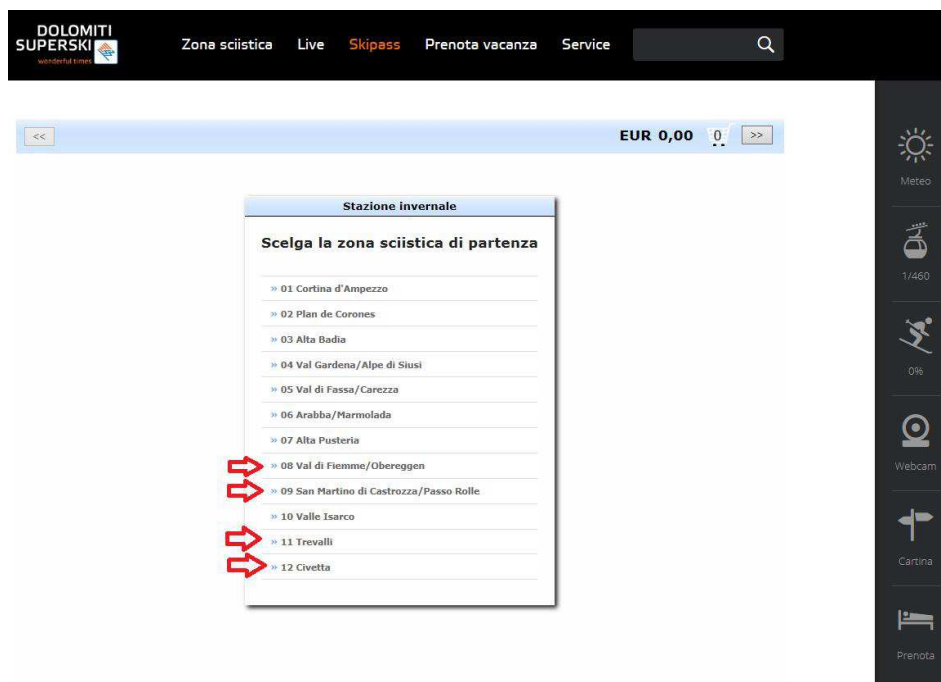 DOLOMITI
SUPERSKI
wonderful times
Zona sciistica Live Skipass Prenota vacanza Service
<< EUR 0,00 0 >>
Stazione invernale
Scelga la zona sciistica di partenza
» 01 Cortina d'Ampezzo
» 02 Plan de Corones
» 03 Alta Badia
» 04 Val Gardena/Alpe di Siusi
» 05 Val di Fassa/Carezza
» 06 Arabba/Marmolada
» 07 Alta Pusteria
» 08 Val di Fiemme/Obereggen
» 09 San Martino di Castrozza/Passo Rolle
» 10 Valle Isarco
» 11 Trevalli
» 12 Civetta
Meteo
1/460
0%
Webcam
Cartina
Prenota